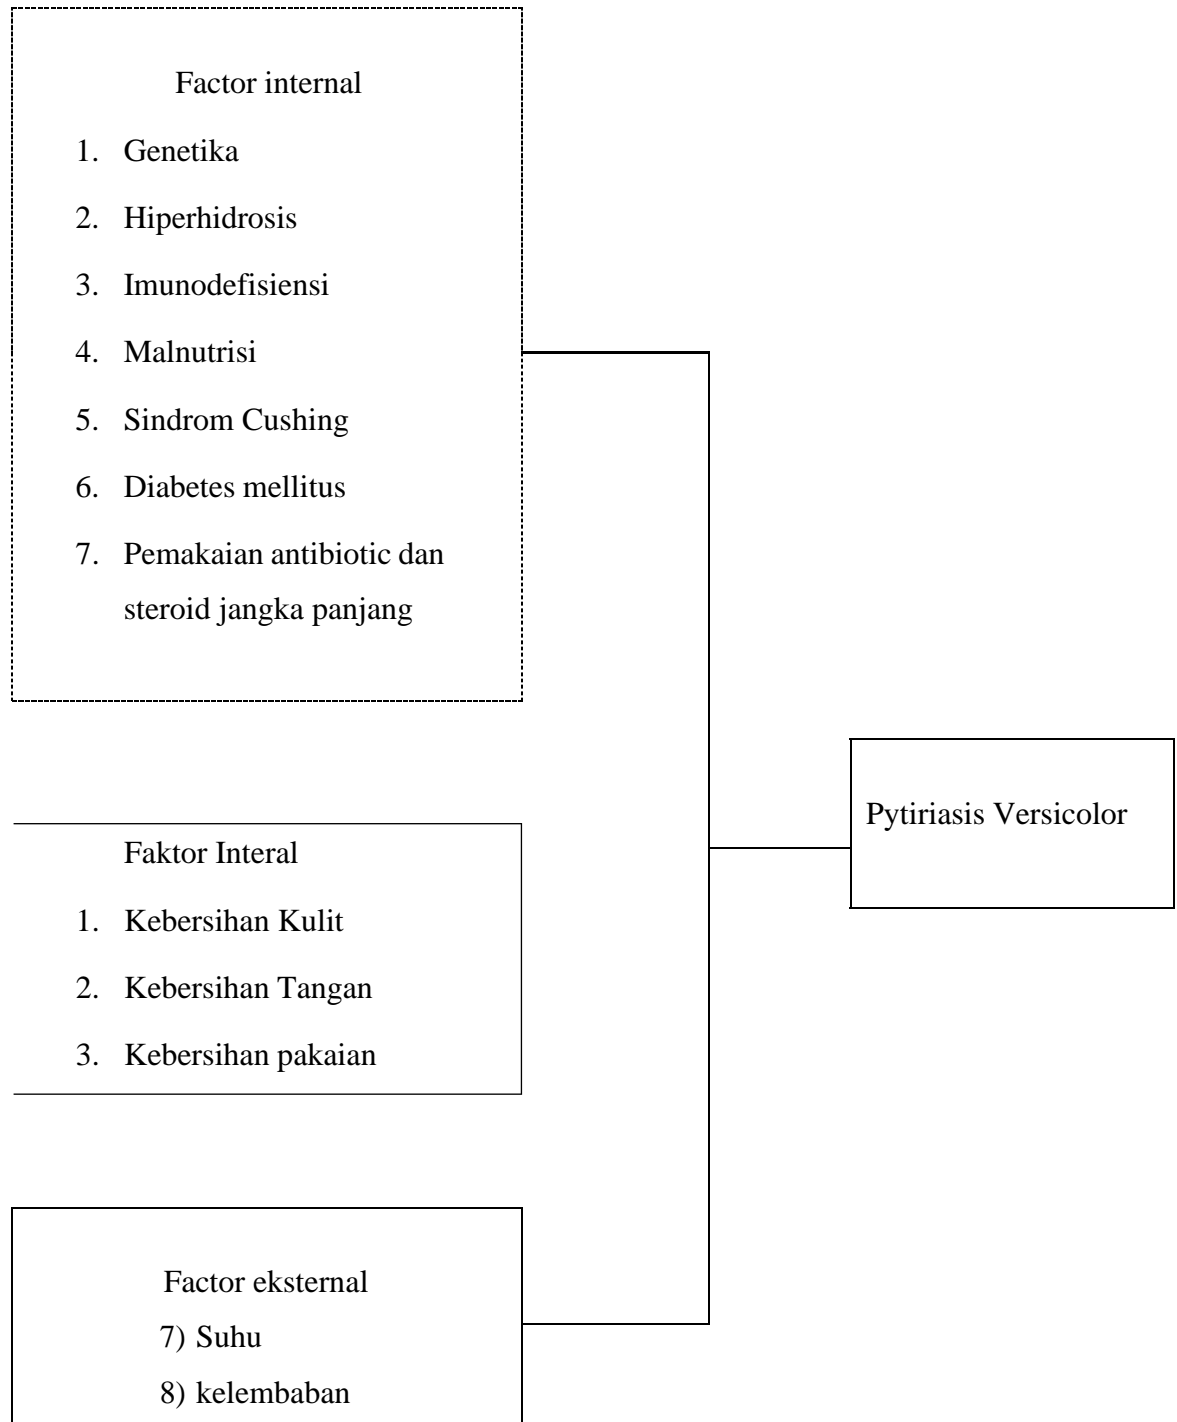 Factor internal
1. Genetika
2. Hiperhidrosis
3. Imunodefisiensi
4. Malnutrisi
5. Sindrom Cushing
6. Diabetes mellitus
7. Pemakaian antibiotic dan
steroid jangka panjang
Pytiriasis Versicolor
Faktor Interal
1. Kebersihan Kulit
2. Kebersihan Tangan
3. Kebersihan pakaian
Factor eksternal
7) Suhu
8) kelembaban